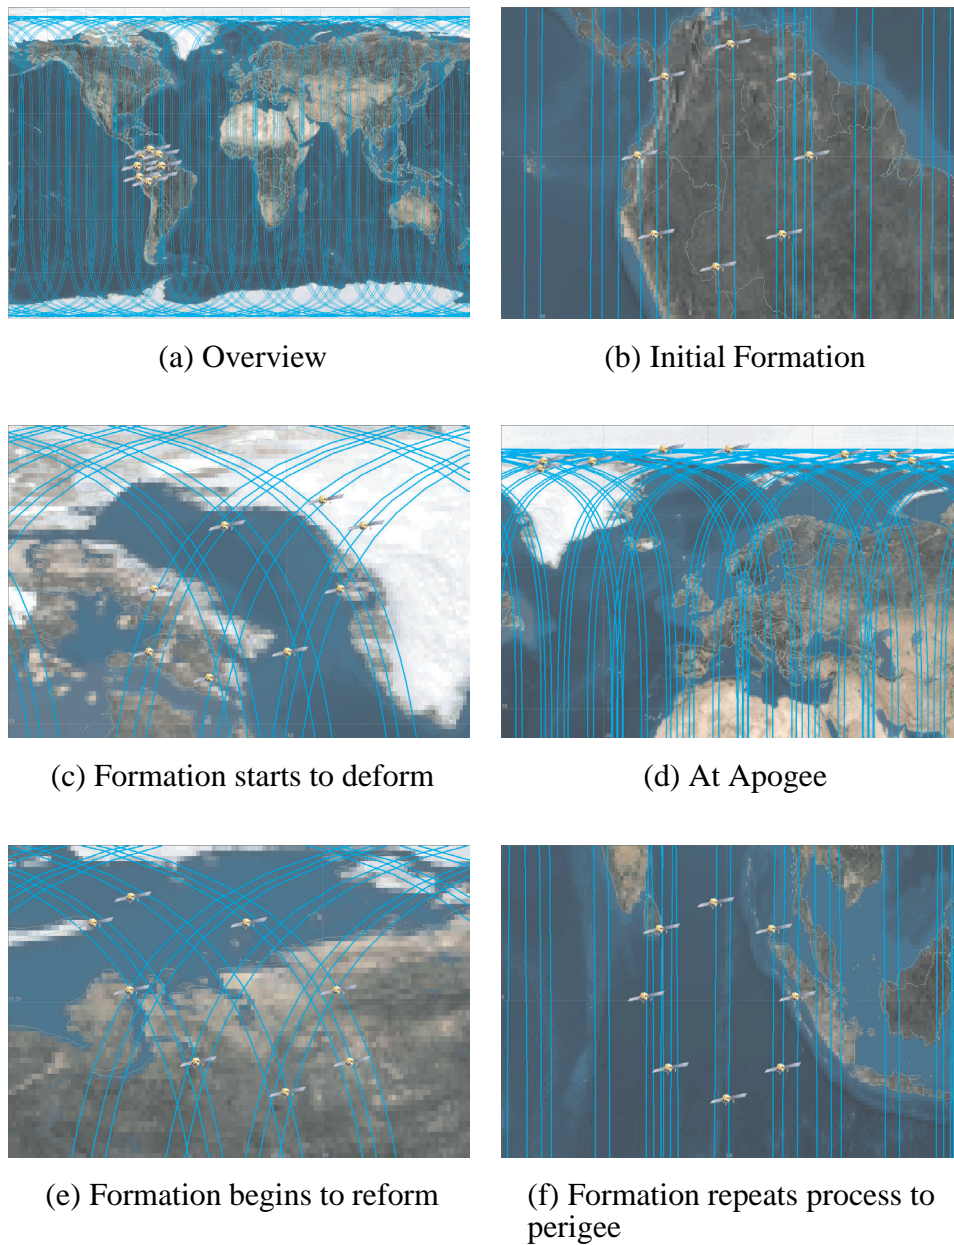 (a) Overview
(b) Initial Formation
(c) Formation starts to deform
(d) At Apogee
(e) Formation begins to reform
(f) Formation repeats process to
perigee